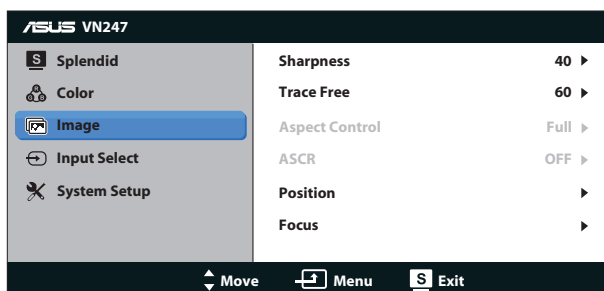 ASUS VN247
S Splendid
Color
Image
Input Select
System Setup
Sharpness 40
Trace Free 60
Aspect Control Full
ASCR OFF
Position
Focus
Move Menu S Exit